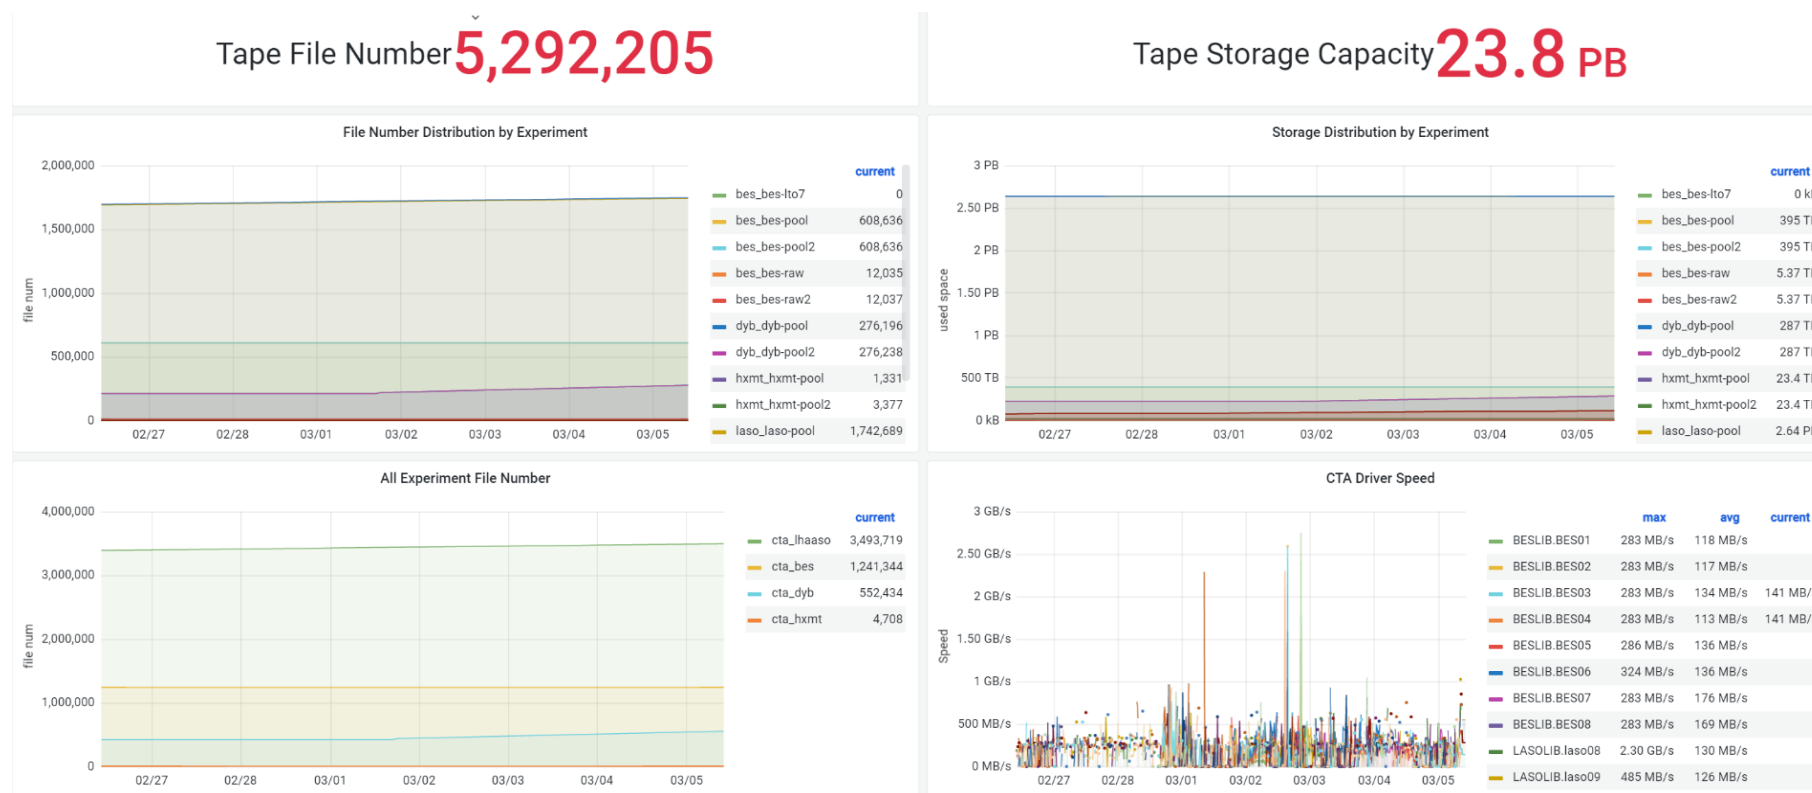 Tape File Number 5,292,205
Tape Storage Capacity 23.8 PB
File Number Distribution by Experiment
2,000,000
1,500,000
1,000,000
500,000
0
file num
02/27 02/28 03/01 03/02 03/03 03/04 03/05
current
bes_bes-lto7 0
bes_bes-pool 608,636
bes_bes-pool2 608,636
bes_bes-raw 12,035
bes_bes-raw2 12,037
dyb_dyb-pool 276,196
dyb_dyb-pool2 276,238
hxmt_hxmt-pool 1,331
hxmt_hxmt-pool2 3,377
laso_laso-pool 1,742,689
Storage Distribution by Experiment
3 PB
2.50 PB
2 PB
1.50 PB
1 PB
500 TB
0 kB
used space
02/27 02/28 03/01 03/02 03/03 03/04 03/05
current
bes_bes-lto7 0 k
bes_bes-pool 395 T
bes_bes-pool2 395 T
bes_bes-raw 5.37 T
bes_bes-raw2 5.37 T
dyb_dyb-pool 287 T
dyb_dyb-pool2 287 T
hxmt_hxmt-pool 23.4 T
hxmt_hxmt-pool2 23.4 T
laso_laso-pool 2.64 P
All Experiment File Number
4,000,000
3,000,000
2,000,000
1,000,000
0
file num
02/27 02/28 03/01 03/02 03/03 03/04 03/05
current
cta_lhaaso 3,493,719
cta_bes 1,241,344
cta_dyb 552,434
cta_hxmt 4,708
CTA Driver Speed
3 GB/s
2.50 GB/s
2 GB/s
1.50 GB/s
1 GB/s
500 MB/s
0 MB/s
Speed
02/27 02/28 03/01 03/02 03/03 03/04 03/05
max avg current
BESLIB.BES01 283 MB/s 118 MB/s
BESLIB.BES02 283 MB/s 117 MB/s
BESLIB.BES03 283 MB/s 134 MB/s 141 MB/
BESLIB.BES04 283 MB/s 113 MB/s 141 MB/
BESLIB.BES05 286 MB/s 136 MB/s
BESLIB.BES06 324 MB/s 136 MB/s
BESLIB.BES07 283 MB/s 176 MB/s
BESLIB.BES08 283 MB/s 169 MB/s
LASOLIB.laso08 2.30 GB/s 130 MB/s
LASOLIB.laso09 485 MB/s 126 MB/s